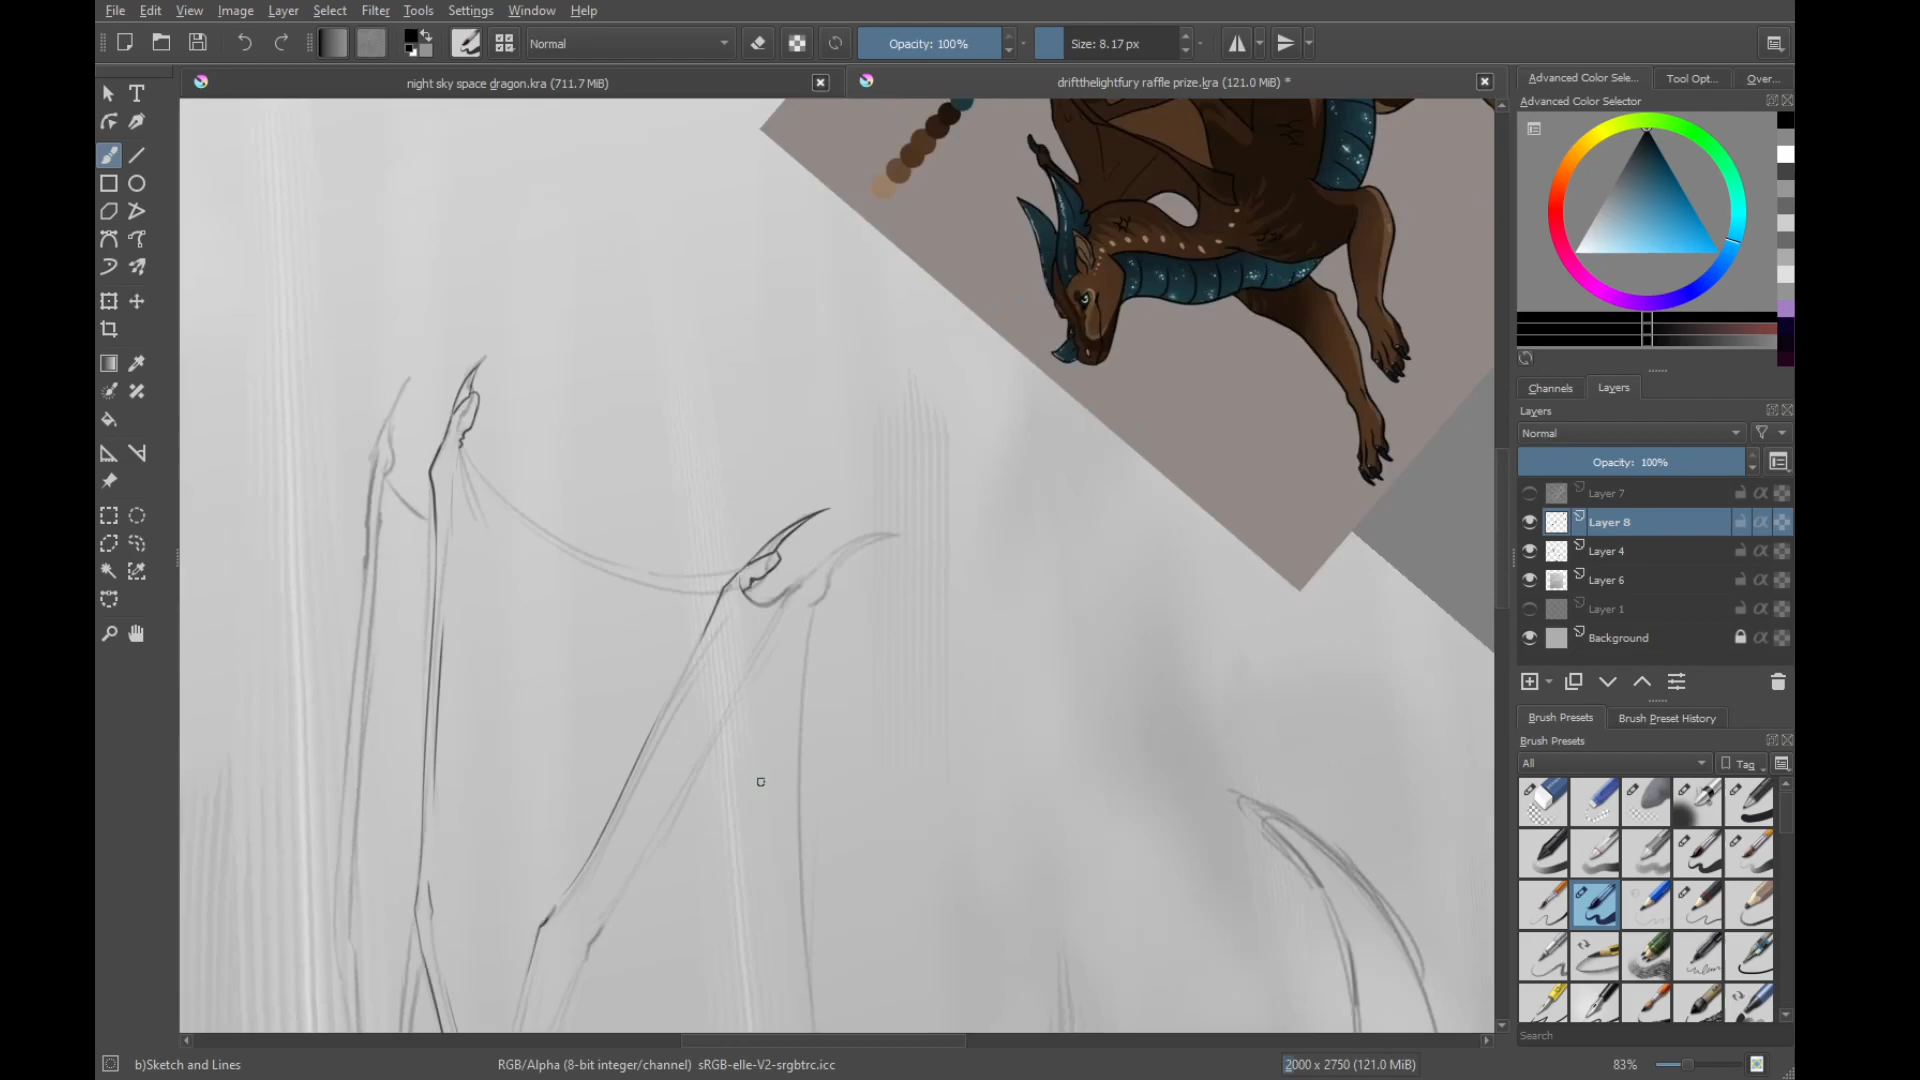 File Edit View Image Layer Select Filter Tools Settings Window Help
Normal Opacity: 100% Size: 8.17 px
night sky space dragon.kra (711.7 MiB)
driftthelightfury raffle prize.kra (121.0 MiB) *
Advanced Color Sele... Tool Opt... Over...
Advanced Color Selector
Channels Layers
Layers
Normal
Opacity: 100%
Layer 7
Layer 8
Layer 4
Layer 6
Layer 1
Background
Brush Presets Brush Preset History
Brush Presets
All Tag
Search
b)Sketch and Lines RGB/Alpha (8-bit integer/channel) sRGB-elle-V2-srgbtrc.icc 2000 x 2750 (121.0 MiB) 83%